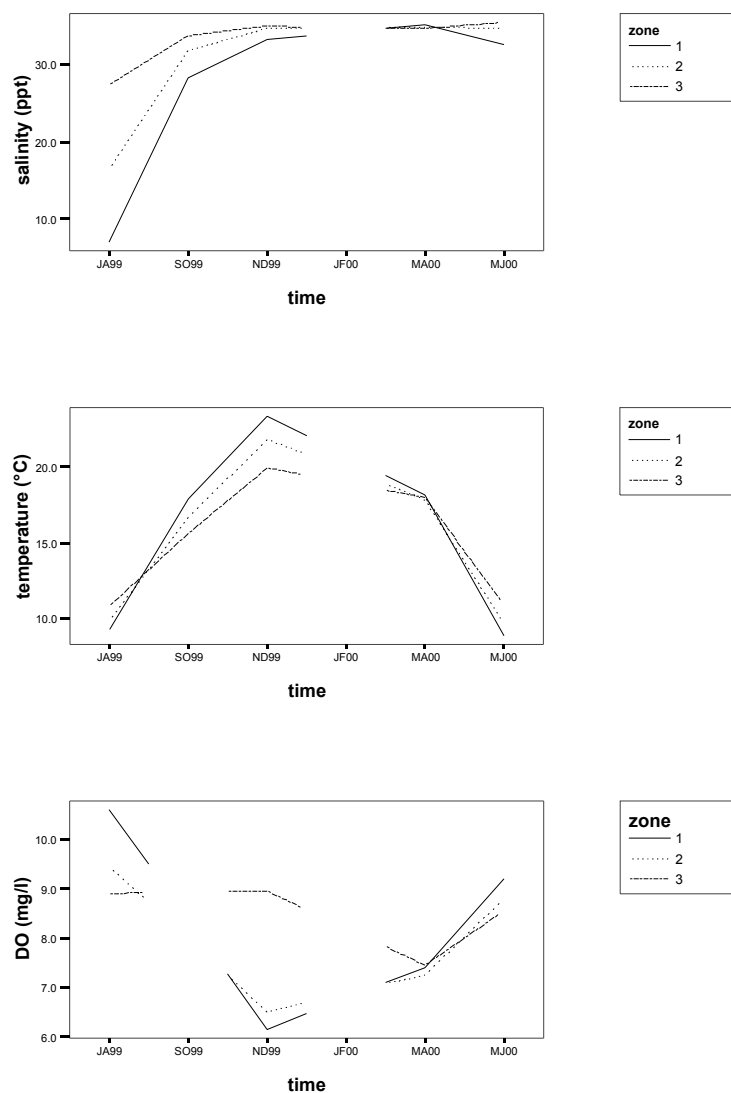 salinity (ppt)
30.0
20.0
10.0
JA99 SO99 ND99 JF00 MA00 MJ00
time
zone
1
2
3
temperature (°C)
20.0
15.0
10.0
JA99 SO99 ND99 JF00 MA00 MJ00
time
zone
1
2
3
DO (mg/l)
10.0
9.0
8.0
7.0
6.0
JA99 SO99 ND99 JF00 MA00 MJ00
time
zone
1
2
3